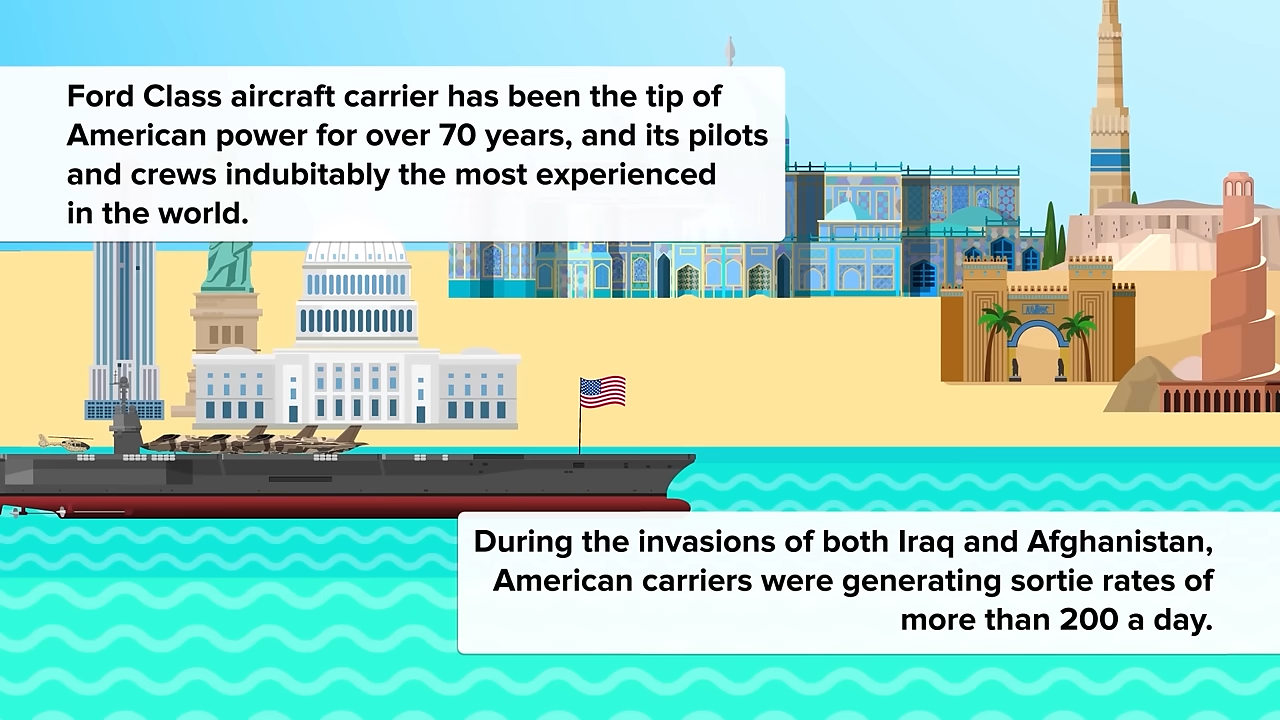 Ford Class aircraft carrier has been the tip of
American power for over 70 years, and its pilots
and crews indubitably the most experienced
in the world.
During the invasions of both Iraq and Afghanistan,
American carriers were generating sortie rates of
more than 200 a day.